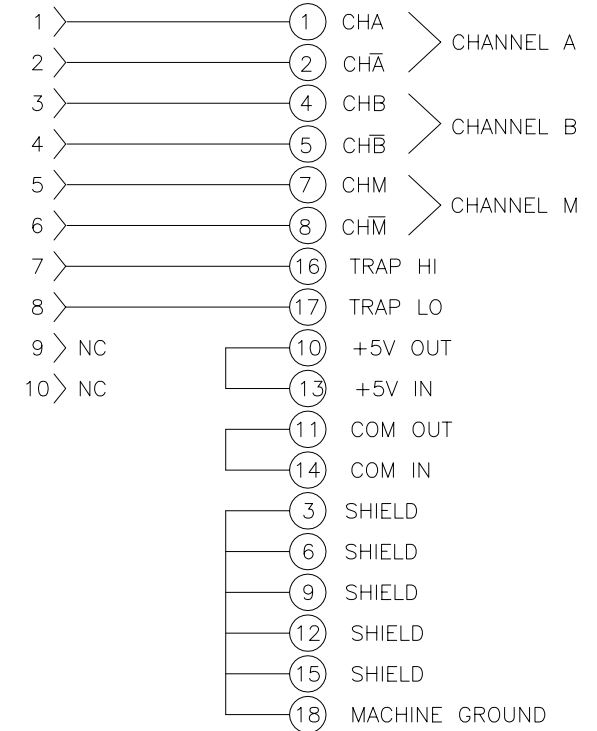 1 1 CHA
CHANNEL A
2 2 CHA̅
3 4 CHB
CHANNEL B
4 5 CHB̅
5 7 CHM
CHANNEL M
6 8 CHM̅
7 16 TRAP HI
8 17 TRAP LO
9 NC 10 +5V OUT
10 NC 13 +5V IN
11 COM OUT
14 COM IN
3 SHIELD
6 SHIELD
9 SHIELD
12 SHIELD
15 SHIELD
18 MACHINE GROUND